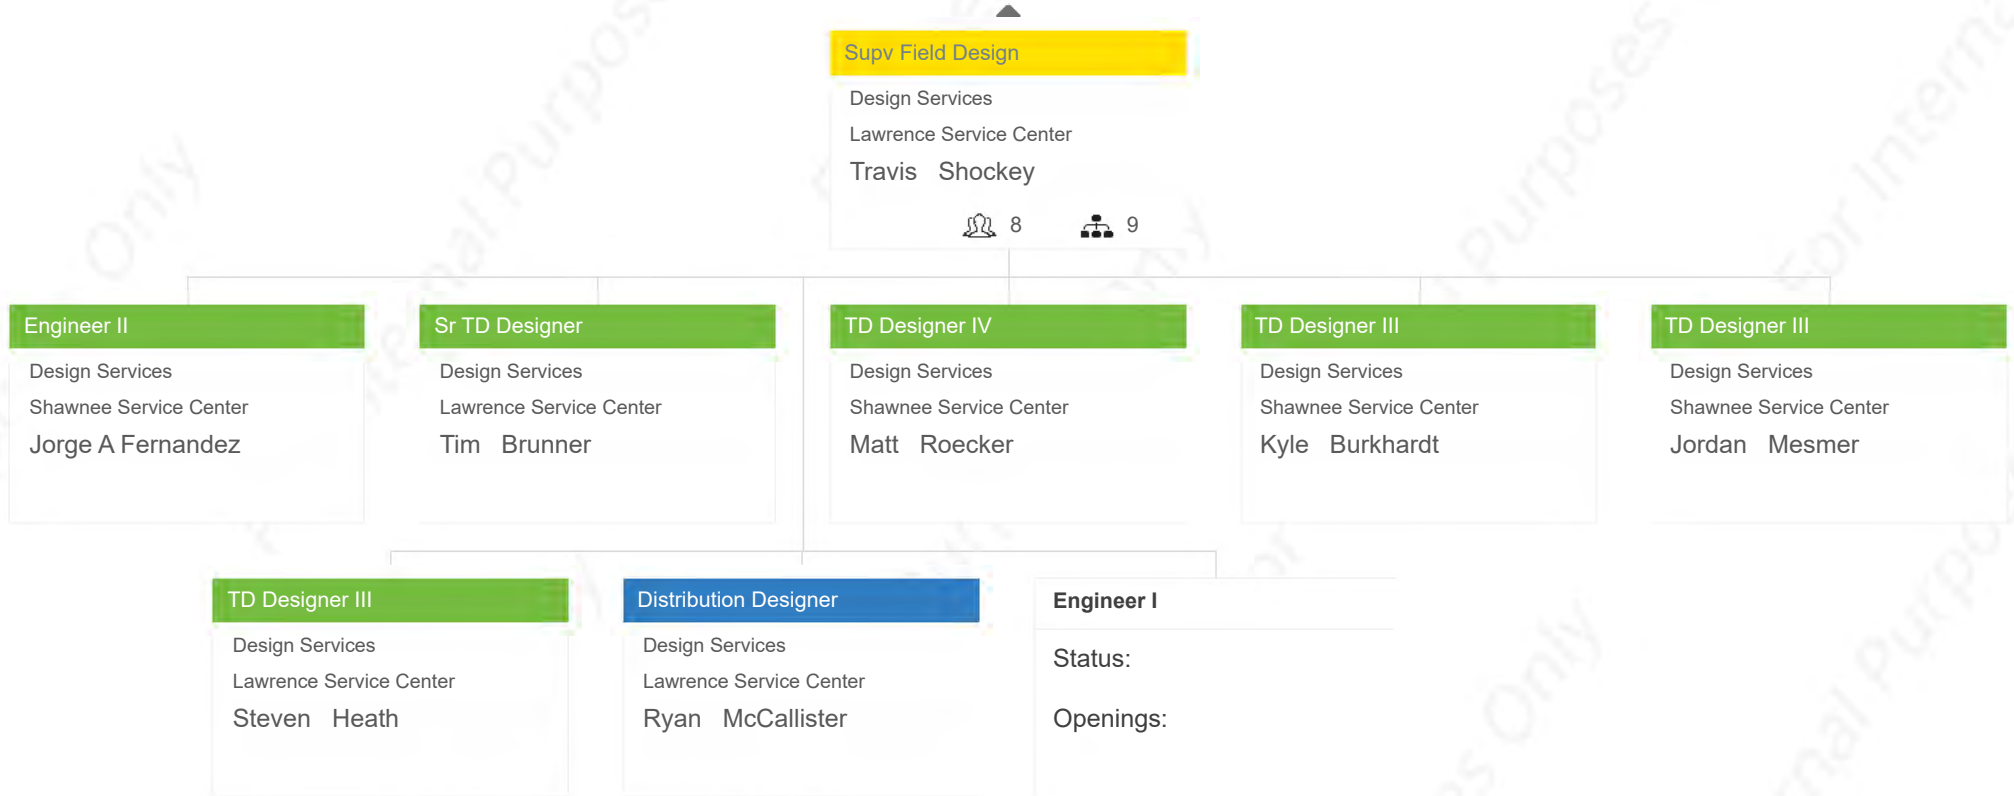 Supv Field Design
Design Services
Lawrence Service Center
Travis Shockey
8 9
Engineer II
Design Services
Shawnee Service Center
Jorge A Fernandez
Sr TD Designer
Design Services
Lawrence Service Center
Tim Brunner
TD Designer IV
Design Services
Shawnee Service Center
Matt Roecker
TD Designer III
Design Services
Shawnee Service Center
Kyle Burkhardt
TD Designer III
Design Services
Shawnee Service Center
Jordan Mesmer
TD Designer III
Design Services
Lawrence Service Center
Steven Heath
Distribution Designer
Design Services
Lawrence Service Center
Ryan McCallister
Engineer I
Status:
Openings: